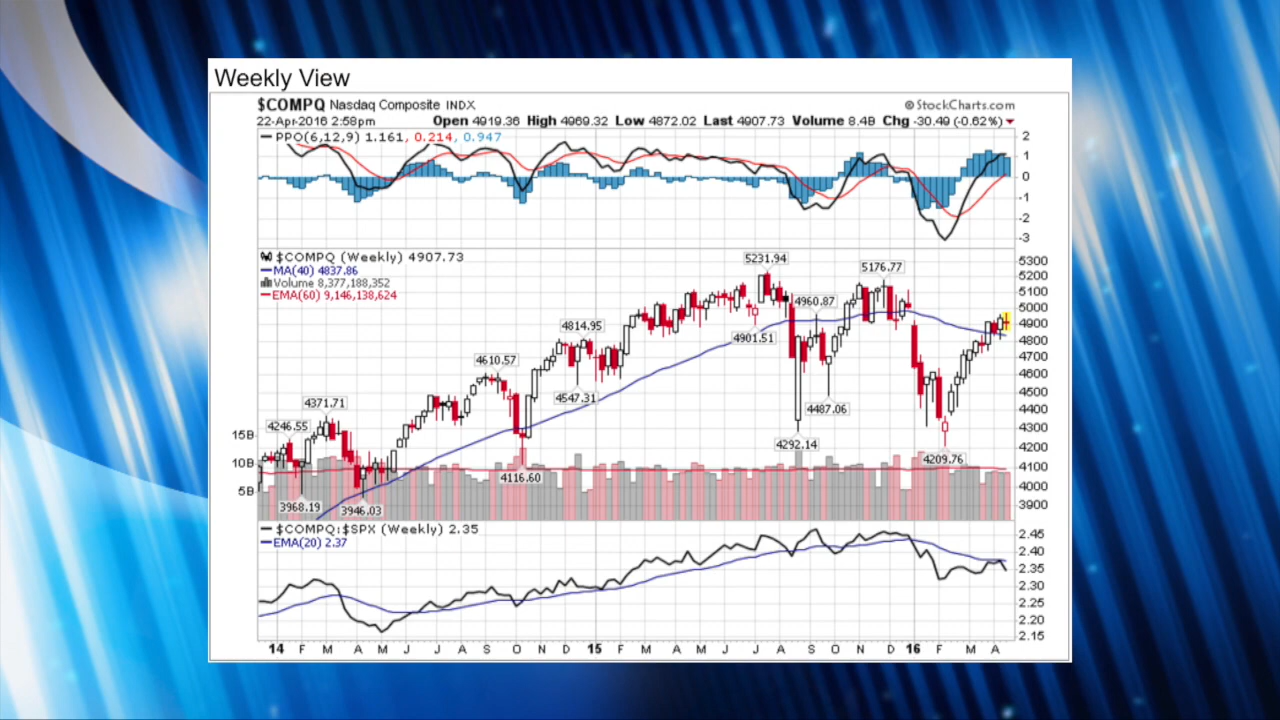 Weekly View
$COMPQ Nasdaq Composite INDX
© StockCharts.com
22-Apr-2016 2:58pm
Open 4919.36 High 4969.32 Low 4872.02 Last 4907.73 Volume 8.4B Chg -30.49 (-0.62%)
PPO(6,12,9) 1.161, 0.214, 0.947
2
1
0
-1
-2
-3
$COMPQ (Weekly) 4907.73
MA(40) 4837.86
Volume 8,377,188,352
EMA(60) 9,146,138,624
5231.94
5176.77
4960.87
4901.51
4814.95
4610.57
4547.31
4487.06
4371.71
4246.55
4292.14
4209.76
4116.60
3968.19
3946.03
15B
10B
5B
5300
5200
5100
5000
4900
4800
4700
4600
4500
4400
4300
4200
4100
4000
3900
$COMPQ:$SPX (Weekly) 2.35
EMA(20) 2.37
2.45
2.40
2.35
2.30
2.25
2.20
2.15
14 F M A M J J A S O N D 15 F M A M J J A S O N D 16 F M A